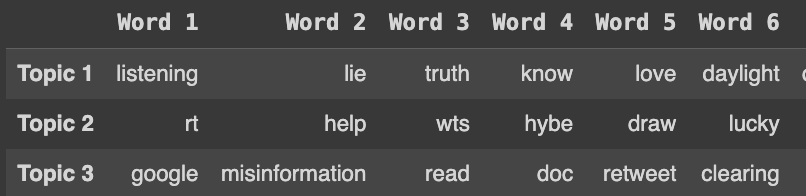 Word 1 Word 2 Word 3 Word 4 Word 5 Word 6
Topic 1 listening lie truth know love daylight
Topic 2 rt help wts hybe draw lucky
Topic 3 google misinformation read doc retweet clearing